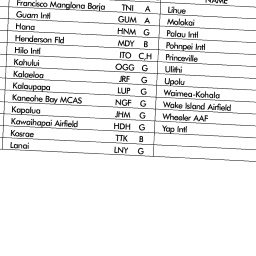 NAME
Francisco Manglona Borja TNI A Lihue
Guam Intl GUM A Molokai
Hana HNM G Palau Intl
Henderson Fld MDY B Pohnpei Intl
Hilo Intl ITO C,H Princeville
Kahului OGG G Ulithi
Kalaeloa JRF G Upolu
Kalaupapa LUP G Waimea-Kohala
Kaneohe Bay MCAS NGF G Wake Island Airfield
Kapalua JHM G Wheeler AAF
Kawaihapai Airfield HDH G Yap Intl
Kosrae TTK B
Lanai LNY G